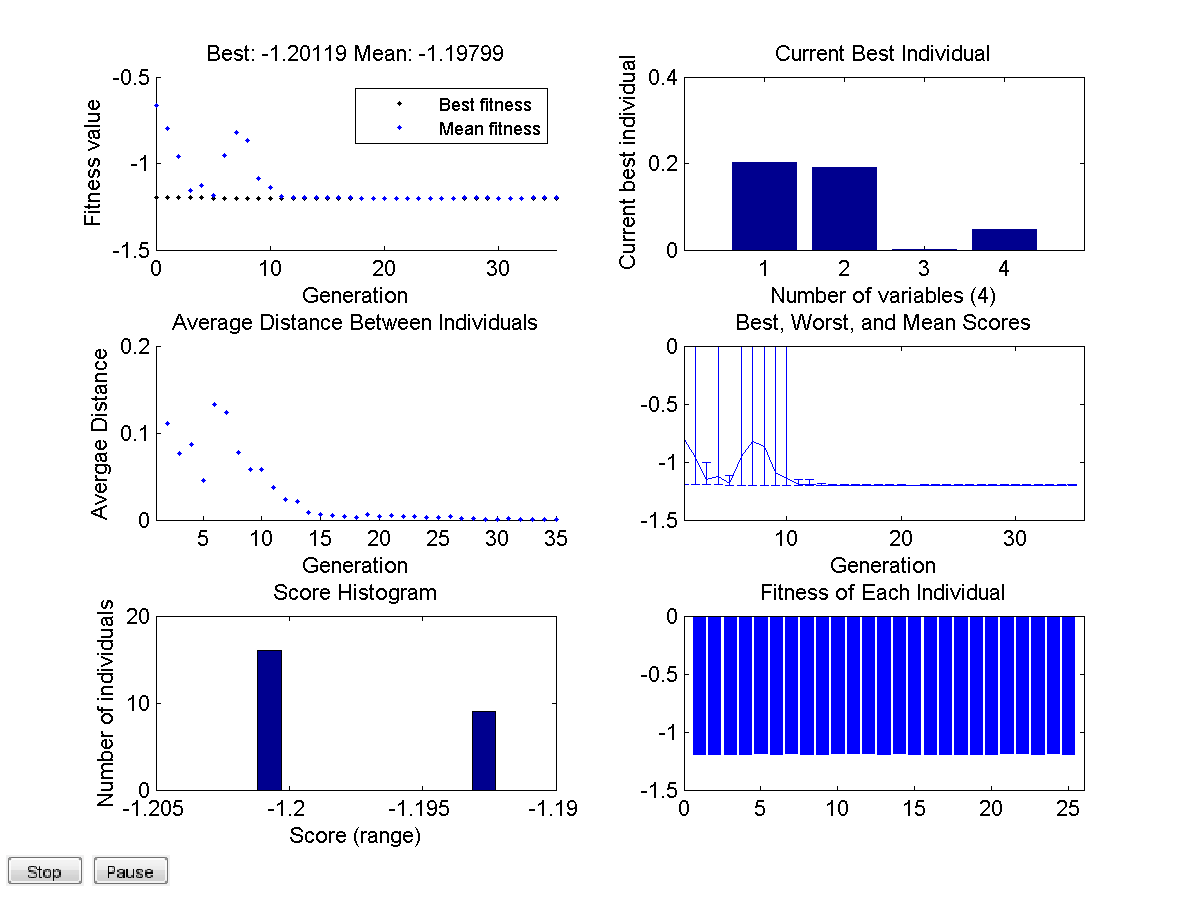 Best: -1.20119 Mean: -1.19799
Fitness value
-0.5
-1
-1.5
Best fitness
Mean fitness
0 10 20 30
Generation
Current Best Individual
Current best individual
0.4
0.2
0
1 2 3 4
Number of variables (4)
Average Distance Between Individuals
Avergae Distance
0.2
0.1
0
5 10 15 20 25 30 35
Generation
Best, Worst, and Mean Scores
0
-0.5
-1
-1.5
10 20 30
Generation
Score Histogram
Number of individuals
20
10
0
-1.205 -1.2 -1.195 -1.19
Score (range)
Fitness of Each Individual
0
-0.5
-1
-1.5
0 5 10 15 20 25
Stop Pause